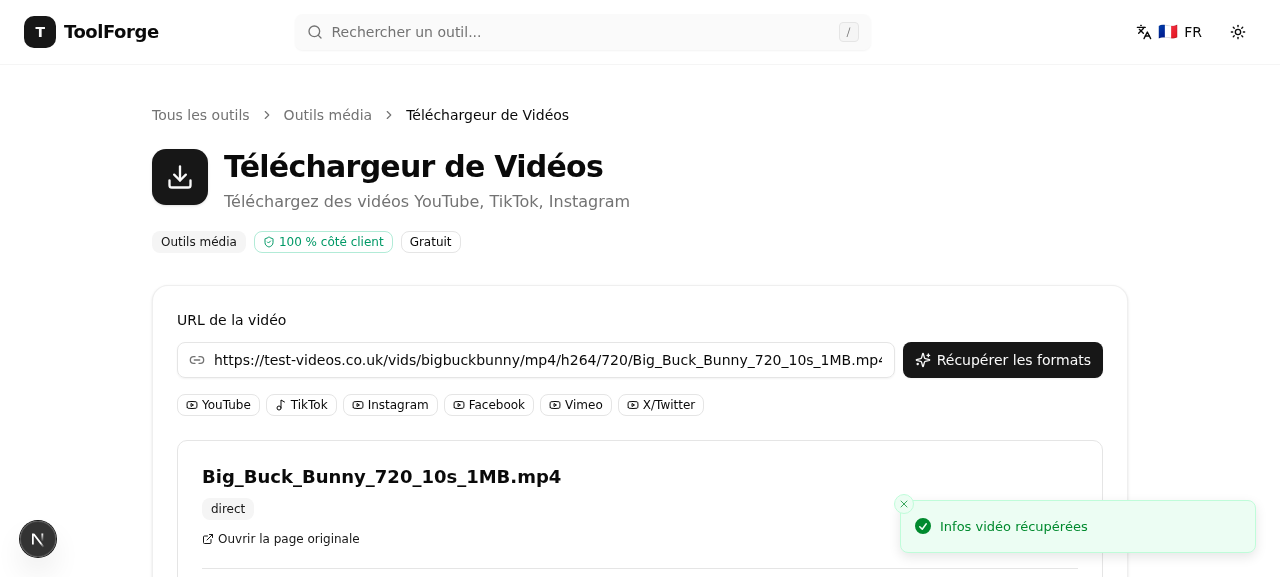 T ToolForge
Rechercher un outil...
/
FR
Tous les outils > Outils média > Téléchargeur de Vidéos
Téléchargeur de Vidéos
Téléchargez des vidéos YouTube, TikTok, Instagram
Outils média
100 % côté client
Gratuit
URL de la vidéo
https://test-videos.co.uk/vids/bigbuckbunny/mp4/h264/720/Big_Buck_Bunny_720_10s_1MB.mp4
Récupérer les formats
YouTube
TikTok
Instagram
Facebook
Vimeo
X/Twitter
Big_Buck_Bunny_720_10s_1MB.mp4
direct
Ouvrir la page originale
Infos vidéo récupérées
N